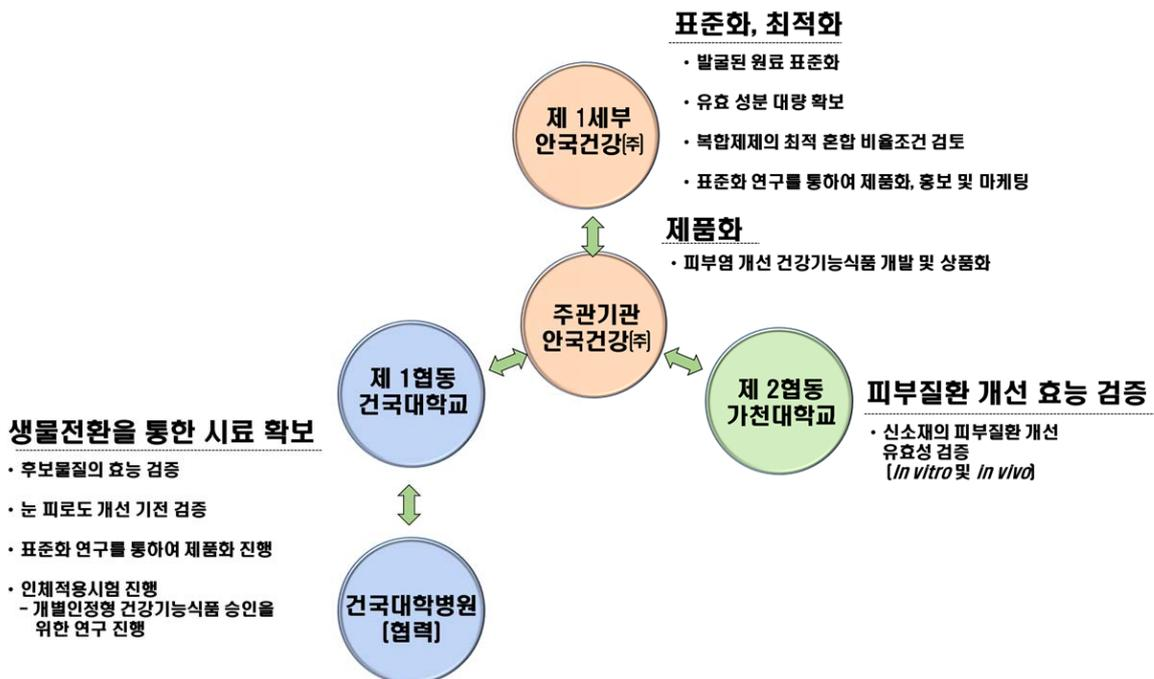 표준화, 최적화
• 발굴된 원료 표준화
• 유효 성분 대량 확보
• 복합제제의 최적 혼합 비율조건 검토
• 표준화 연구를 통하여 제품화, 홍보 및 마케팅
제 1세부
안국건강(주)
제품화
• 피부염 개선 건강기능식품 개발 및 상품화
주관기관
안국건강(주)
제 1협동
건국대학교
제 2협동
가천대학교
피부질환 개선 효능 검증
• 신소재의 피부질환 개선
유효성 검증
(In vitro 및 in vivo)
생물전환을 통한 시료 확보
• 후보물질의 효능 검증
• 눈 피로도 개선 기전 검증
• 표준화 연구를 통하여 제품화 진행
• 인체적용시험 진행
- 개별인정형 건강기능식품 승인을
위한 연구 진행
건국대학병원
(협력)